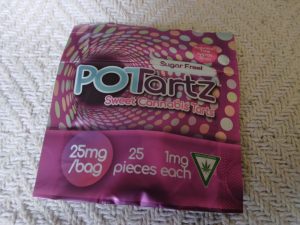 Sugar Free!
POTartz
Sweet Cannabis Tarts
25mg
/bag
25
pieces
1mg
each